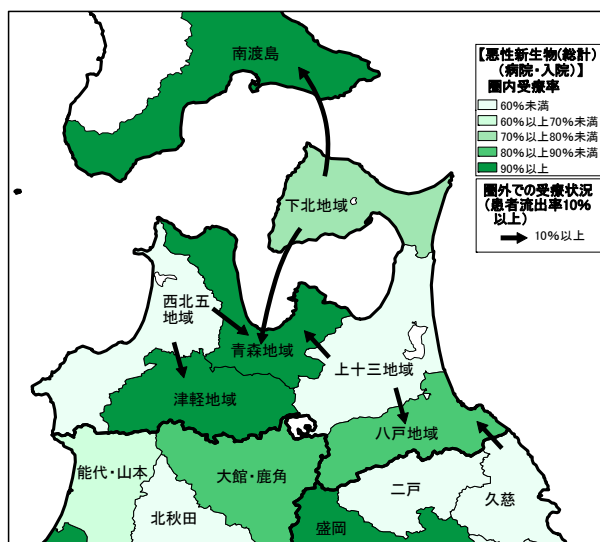 南渡島
【悪性新生物(総計)
(病院・入院)】
圏内受療率
60%未満
60%以上70%未満
70%以上80%未満
80%以上90%未満
90%以上
圏外での受療状況
(患者流出率10%
以上)
10%以上
下北地域
西北五
地域
青森地域
上十三地域
津軽地域
八戸地域
能代・山本
大館・鹿角
二戸
久慈
北秋田
盛岡